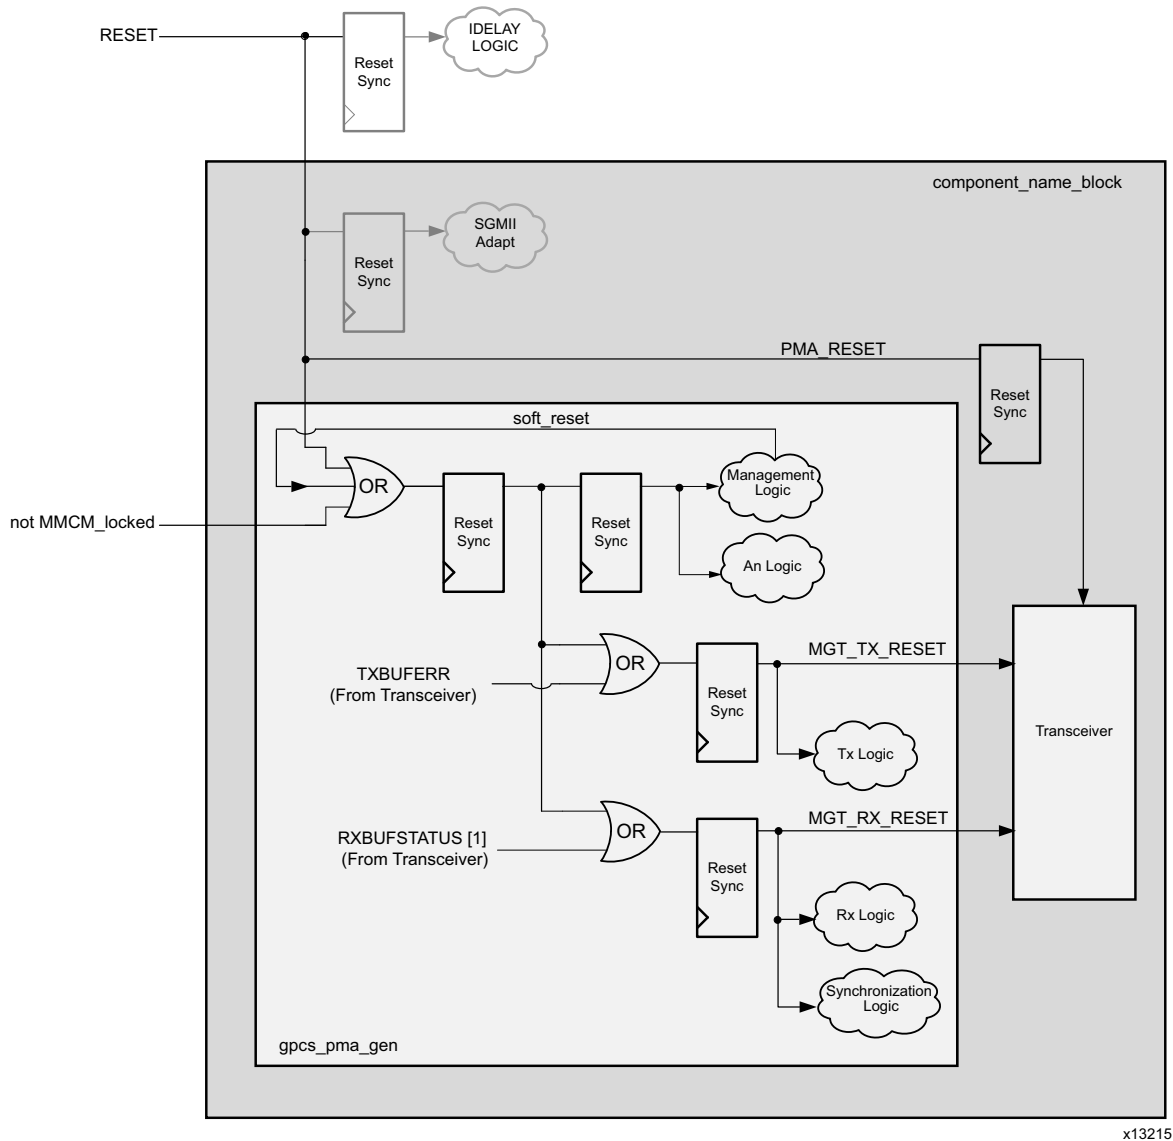 RESET
Reset
Sync
IDELAY
LOGIC
component_name_block
Reset
Sync
SGMII
Adapt
PMA_RESET
Reset
Sync
soft_reset
OR
not MMCM_locked
Reset
Sync
Reset
Sync
Management
Logic
An Logic
TXBUFERR
(From Transceiver)
OR
Reset
Sync
MGT_TX_RESET
Tx Logic
Transceiver
RXBUFSTATUS [1]
(From Transceiver)
OR
Reset
Sync
MGT_RX_RESET
Rx Logic
Synchronization
Logic
gpcs_pma_gen
x13215